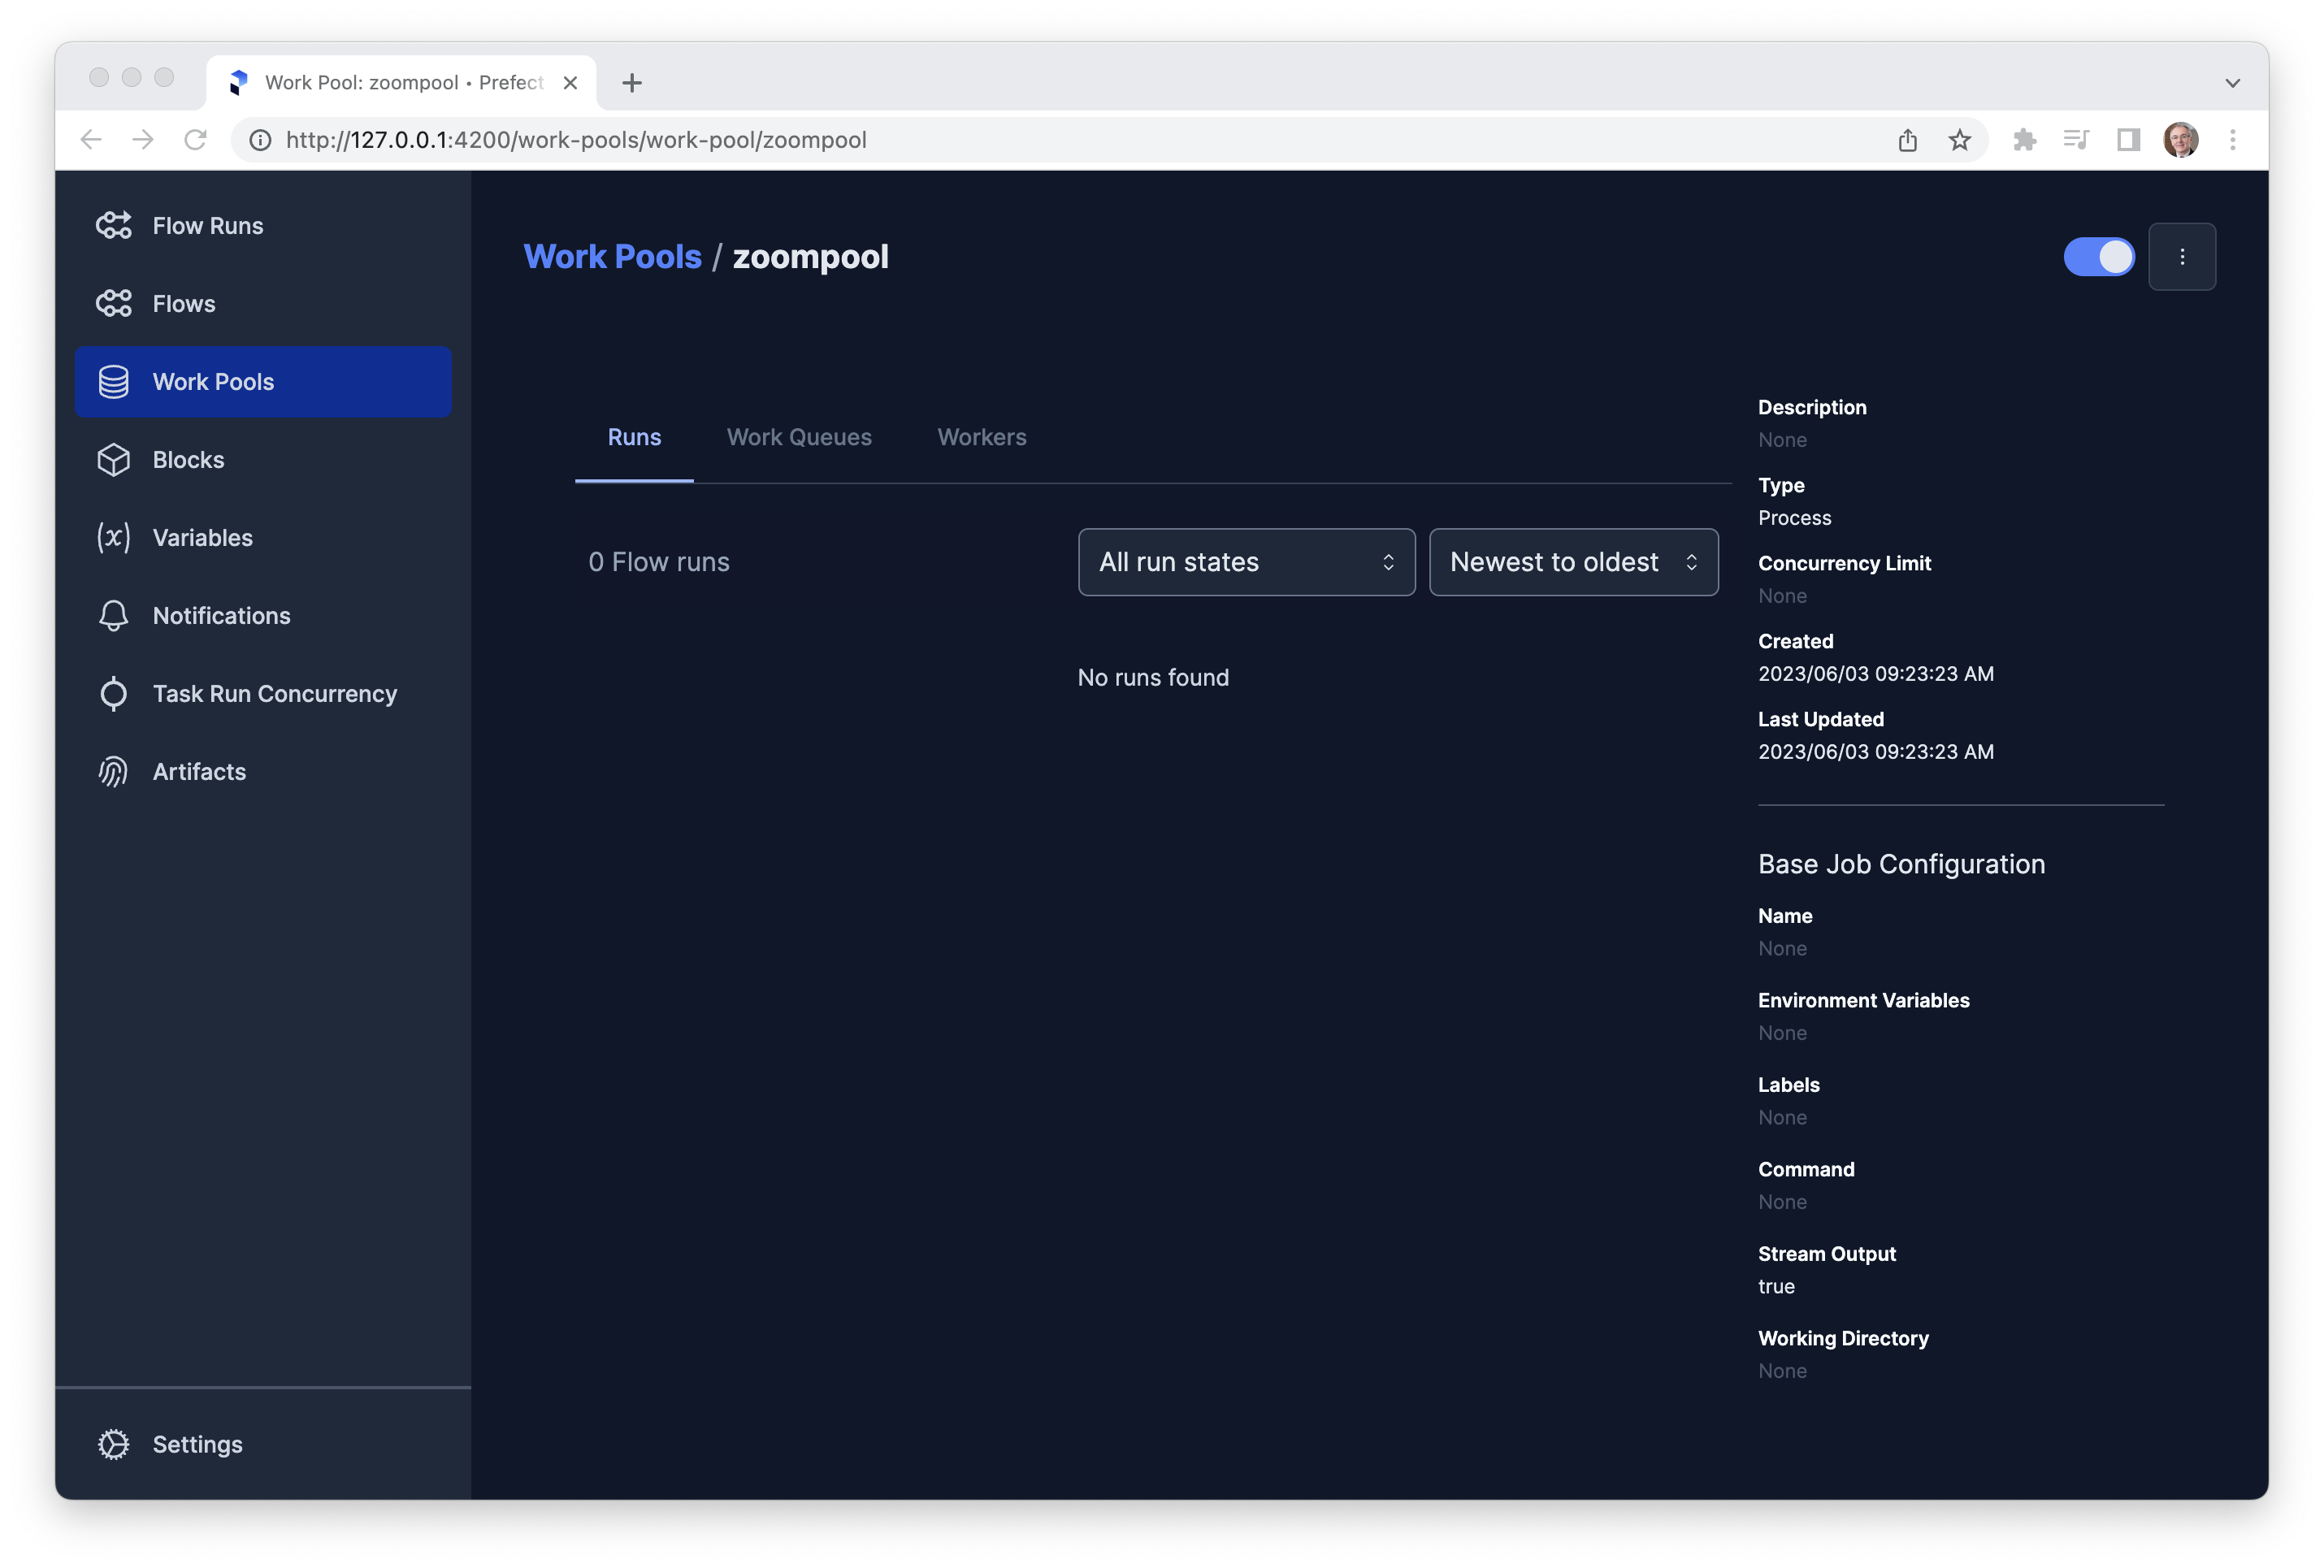 Work Pool: zoompool • Prefect
http://127.0.0.1:4200/work-pools/work-pool/zoompool
Flow Runs
Flows
Work Pools
Blocks
Variables
Notifications
Task Run Concurrency
Artifacts
Settings
Work Pools / zoompool
Runs Work Queues Workers
0 Flow runs
All run states
Newest to oldest
No runs found
Description
None
Type
Process
Concurrency Limit
None
Created
2023/06/03 09:23:23 AM
Last Updated
2023/06/03 09:23:23 AM
Base Job Configuration
Name
None
Environment Variables
None
Labels
None
Command
None
Stream Output
true
Working Directory
None